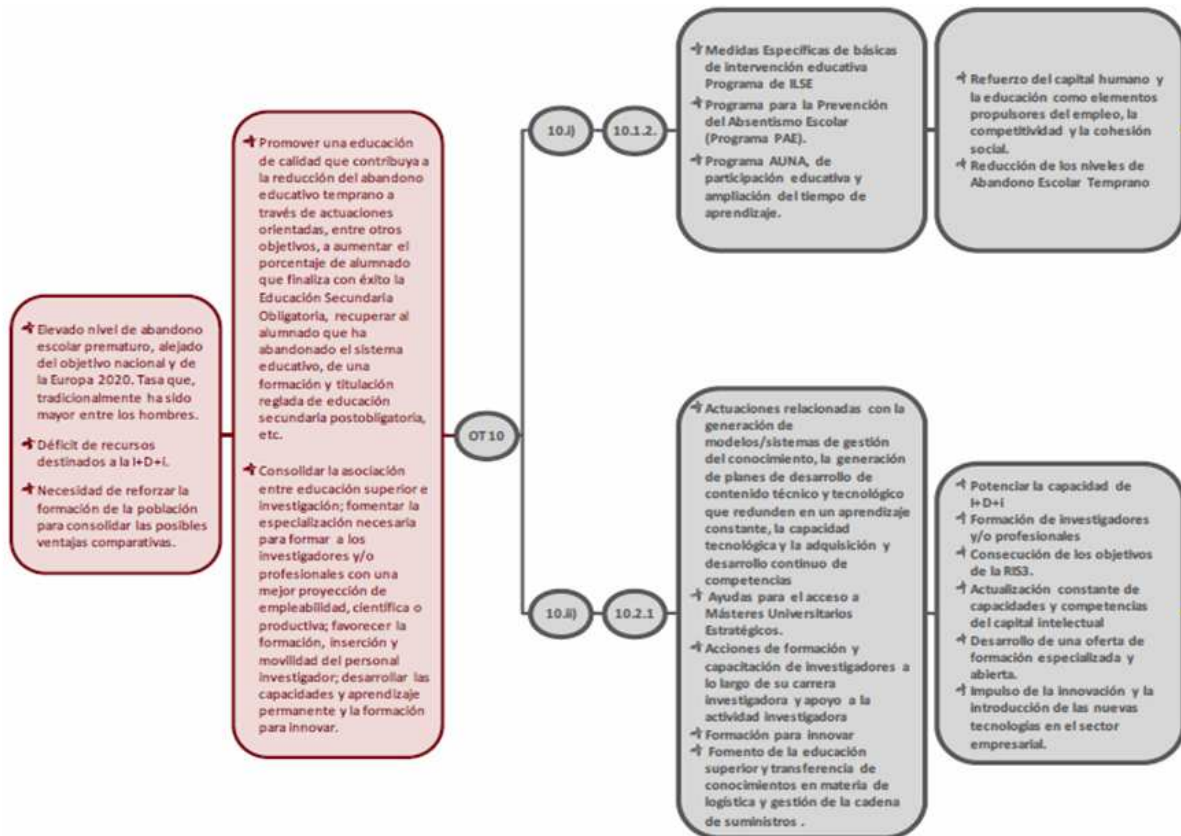 Elevado nivel de abandono
escolar prematuro, alejado
del objetivo nacional y de
la Europa 2020. Tasa que,
tradicionalmente ha sido
mayor entre los hombres.
Déficit de recursos
destinados a la I+D+i.
Necesidad de reforzar la
formación de la población
para consolidar las posibles
ventajas comparativas.
Promover una educación
de calidad que contribuya a
la reducción del abandono
educativo temprano a
través de actuaciones
orientadas, entre otros
objetivos, a aumentar el
porcentaje de alumnado
que finaliza con éxito la
Educación Secundaria
Obligatoria, recuperar al
alumnado que ha
abandonado el sistema
educativo, de una
formación y titulación
reglada de educación
secundaria postobligatoria,
etc.
Consolidar la asociación
entre educación superior e
investigación; fomentar la
especialización necesaria
para formar a los
investigadores y/o
profesionales con una
mejor proyección de
empleabilidad, científica o
productiva; favorecer la
formación, inserción y
movilidad del personal
investigador; desarrollar las
capacidades y aprendizaje
permanente y la formación
para innovar.
OT 10
10.i)
10.1.2.
Medidas Específicas de básicas
de intervención educativa
Programa de ILSE
Programa para la Prevención
del Absentismo Escolar
(Programa PAE).
Programa AUNA, de
participación educativa y
ampliación del tiempo de
aprendizaje.
Refuerzo del capital humano y
la educación como elementos
propulsores del empleo, la
competitividad y la cohesión
social.
Reducción de los niveles de
Abandono Escolar Temprano
10.ii)
10.2.1
Actuaciones relacionadas con la
generación de
modelos/sistemas de gestión
del conocimiento, la generación
de planes de desarrollo de
contenido técnico y tecnológico
que redunden en un aprendizaje
constante, la capacidad
tecnológica y la adquisición y
desarrollo continuo de
competencias
Ayudas para el acceso a
Másteres Universitarios
Estratégicos.
Acciones de formación y
capacitación de investigadores a
lo largo de su carrera
investigadora y apoyo a la
actividad investigadora
Formación para innovar
Fomento de la educación
superior y transferencia de
conocimientos en materia de
logística y gestión de la cadena
de suministros .
Potenciar la capacidad de
I+D+i
Formación de investigadores
y/o profesionales
Consecución de los objetivos
de la RIS3.
Actualización constante de
capacidades y competencias
del capital intelectual
Desarrollo de una oferta de
formación especializada y
abierta.
Impulso de la innovación y la
introducción de las nuevas
tecnologías en el sector
empresarial.